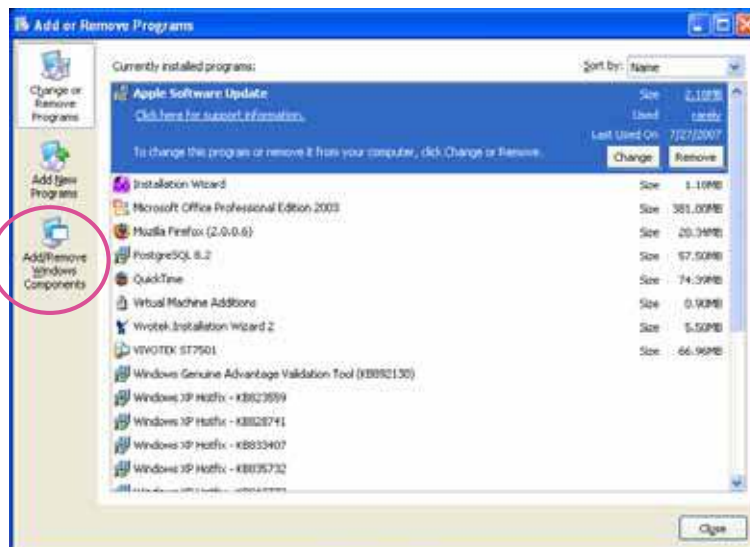 Add or Remove Programs
Change or
Remove
Programs
Add New
Programs
Add/Remove
Windows
Components
Currently installed programs:
Sort by: Name
Apple Software Update
Size 2.18MB
Click here for support information.
Used rarely
Last Used On 7/27/2007
To change this program or remove it from your computer, click Change or Remove.
Change Remove
Installation Wizard Size 1.10MB
Microsoft Office Professional Edition 2003 Size 381.00MB
Mozilla Firefox (2.0.0.6) Size 20.34MB
PostgreSQL 8.2 Size 57.50MB
QuickTime Size 74.39MB
Virtual Machine Additions Size 0.90MB
Vivotek Installation Wizard 2 Size 5.50MB
VIVOTEK ST7501 Size 66.96MB
Windows Genuine Advantage Validation Tool (KB892130)
Windows XP Hotfix - KB823559
Windows XP Hotfix - KB828741
Windows XP Hotfix - KB833407
Windows XP Hotfix - KB835732
Close